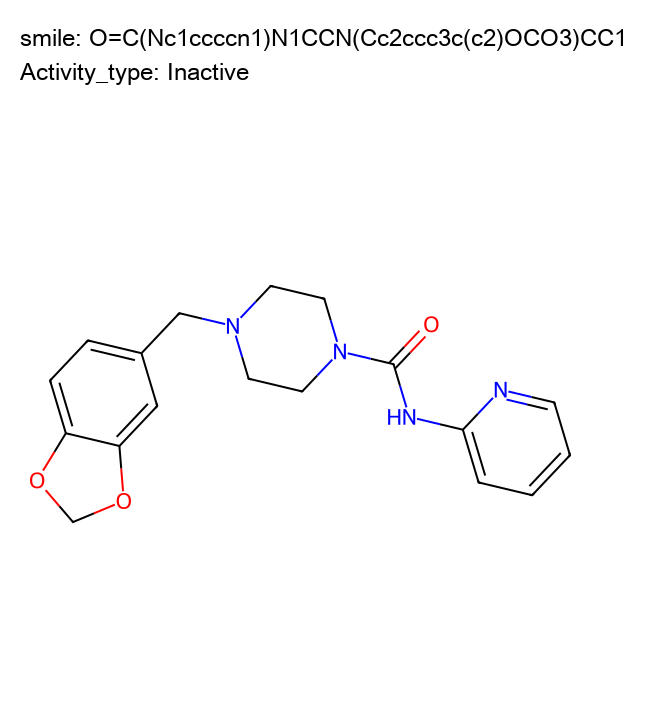 smile: O=C(Nc1ccccn1)N1CCN(Cc2ccc3c(c2)OCO3)CC1
Activity_type: Inactive
N
O
N
N
HN
O
O